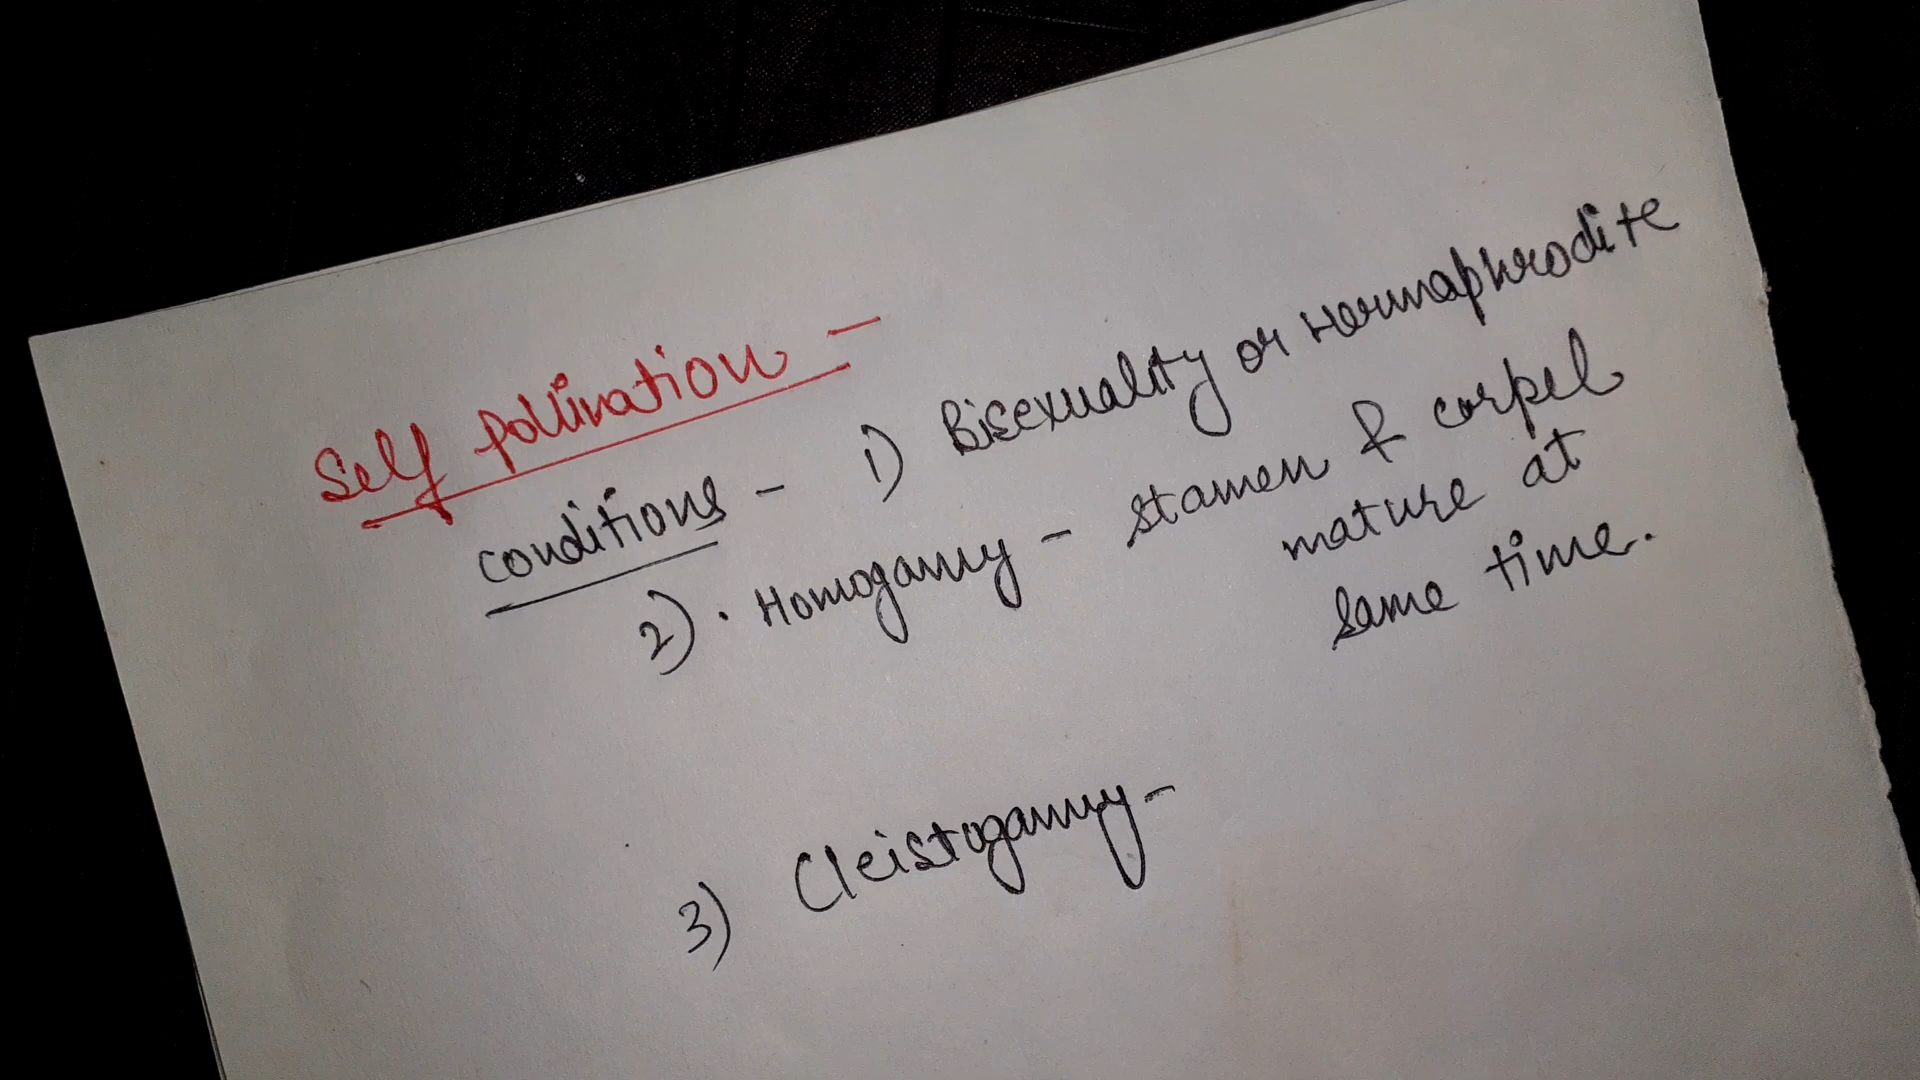 Self pollination -
conditions - 1) Bisexuality or Hermaphrodite
2). Homogamy - stamen & carpel
mature at
same time.
3) Cleistogamy -